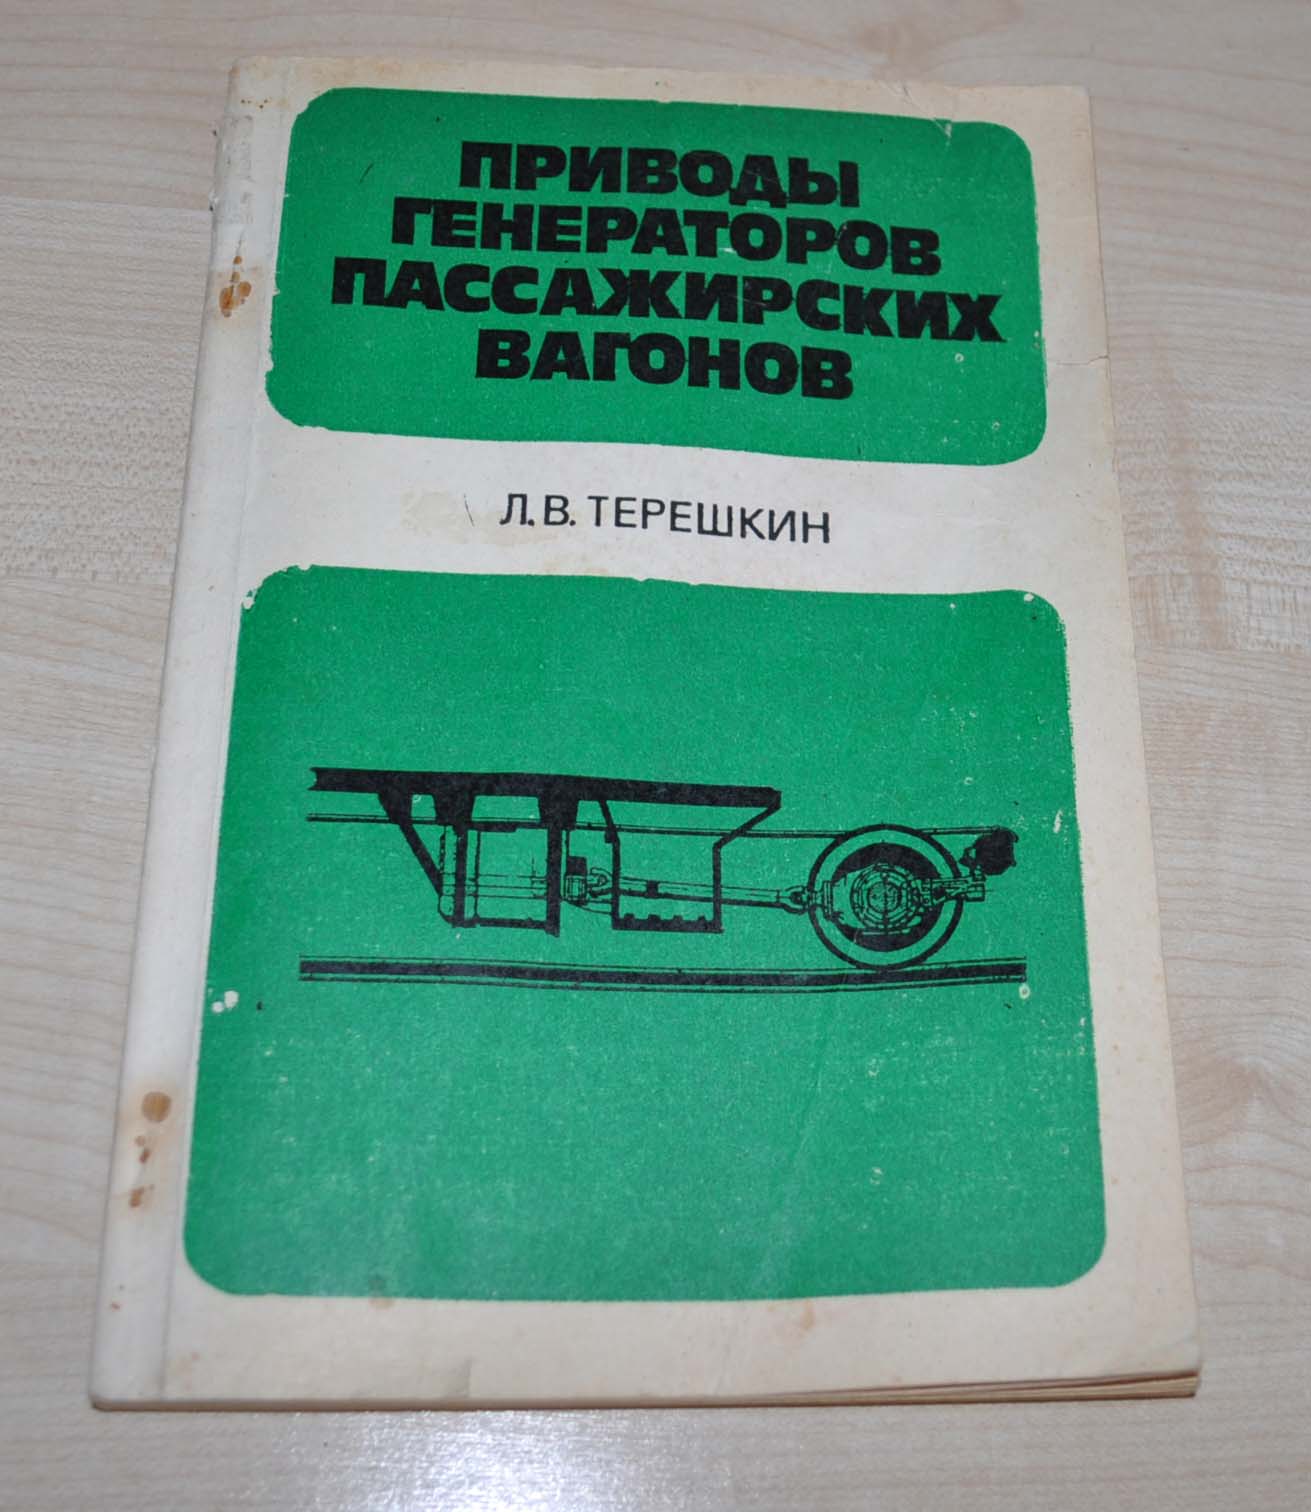 ПРИВОДЫ
ГЕНЕРАТОРОВ
ПАССАЖИРСКИХ
ВАГОНОВ
Л.В. ТЕРЕШКИН